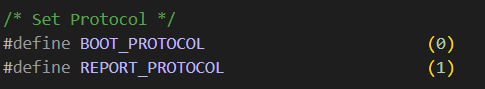 /* Set Protocol */
#define BOOT_PROTOCOL (0)
#define REPORT_PROTOCOL (1)